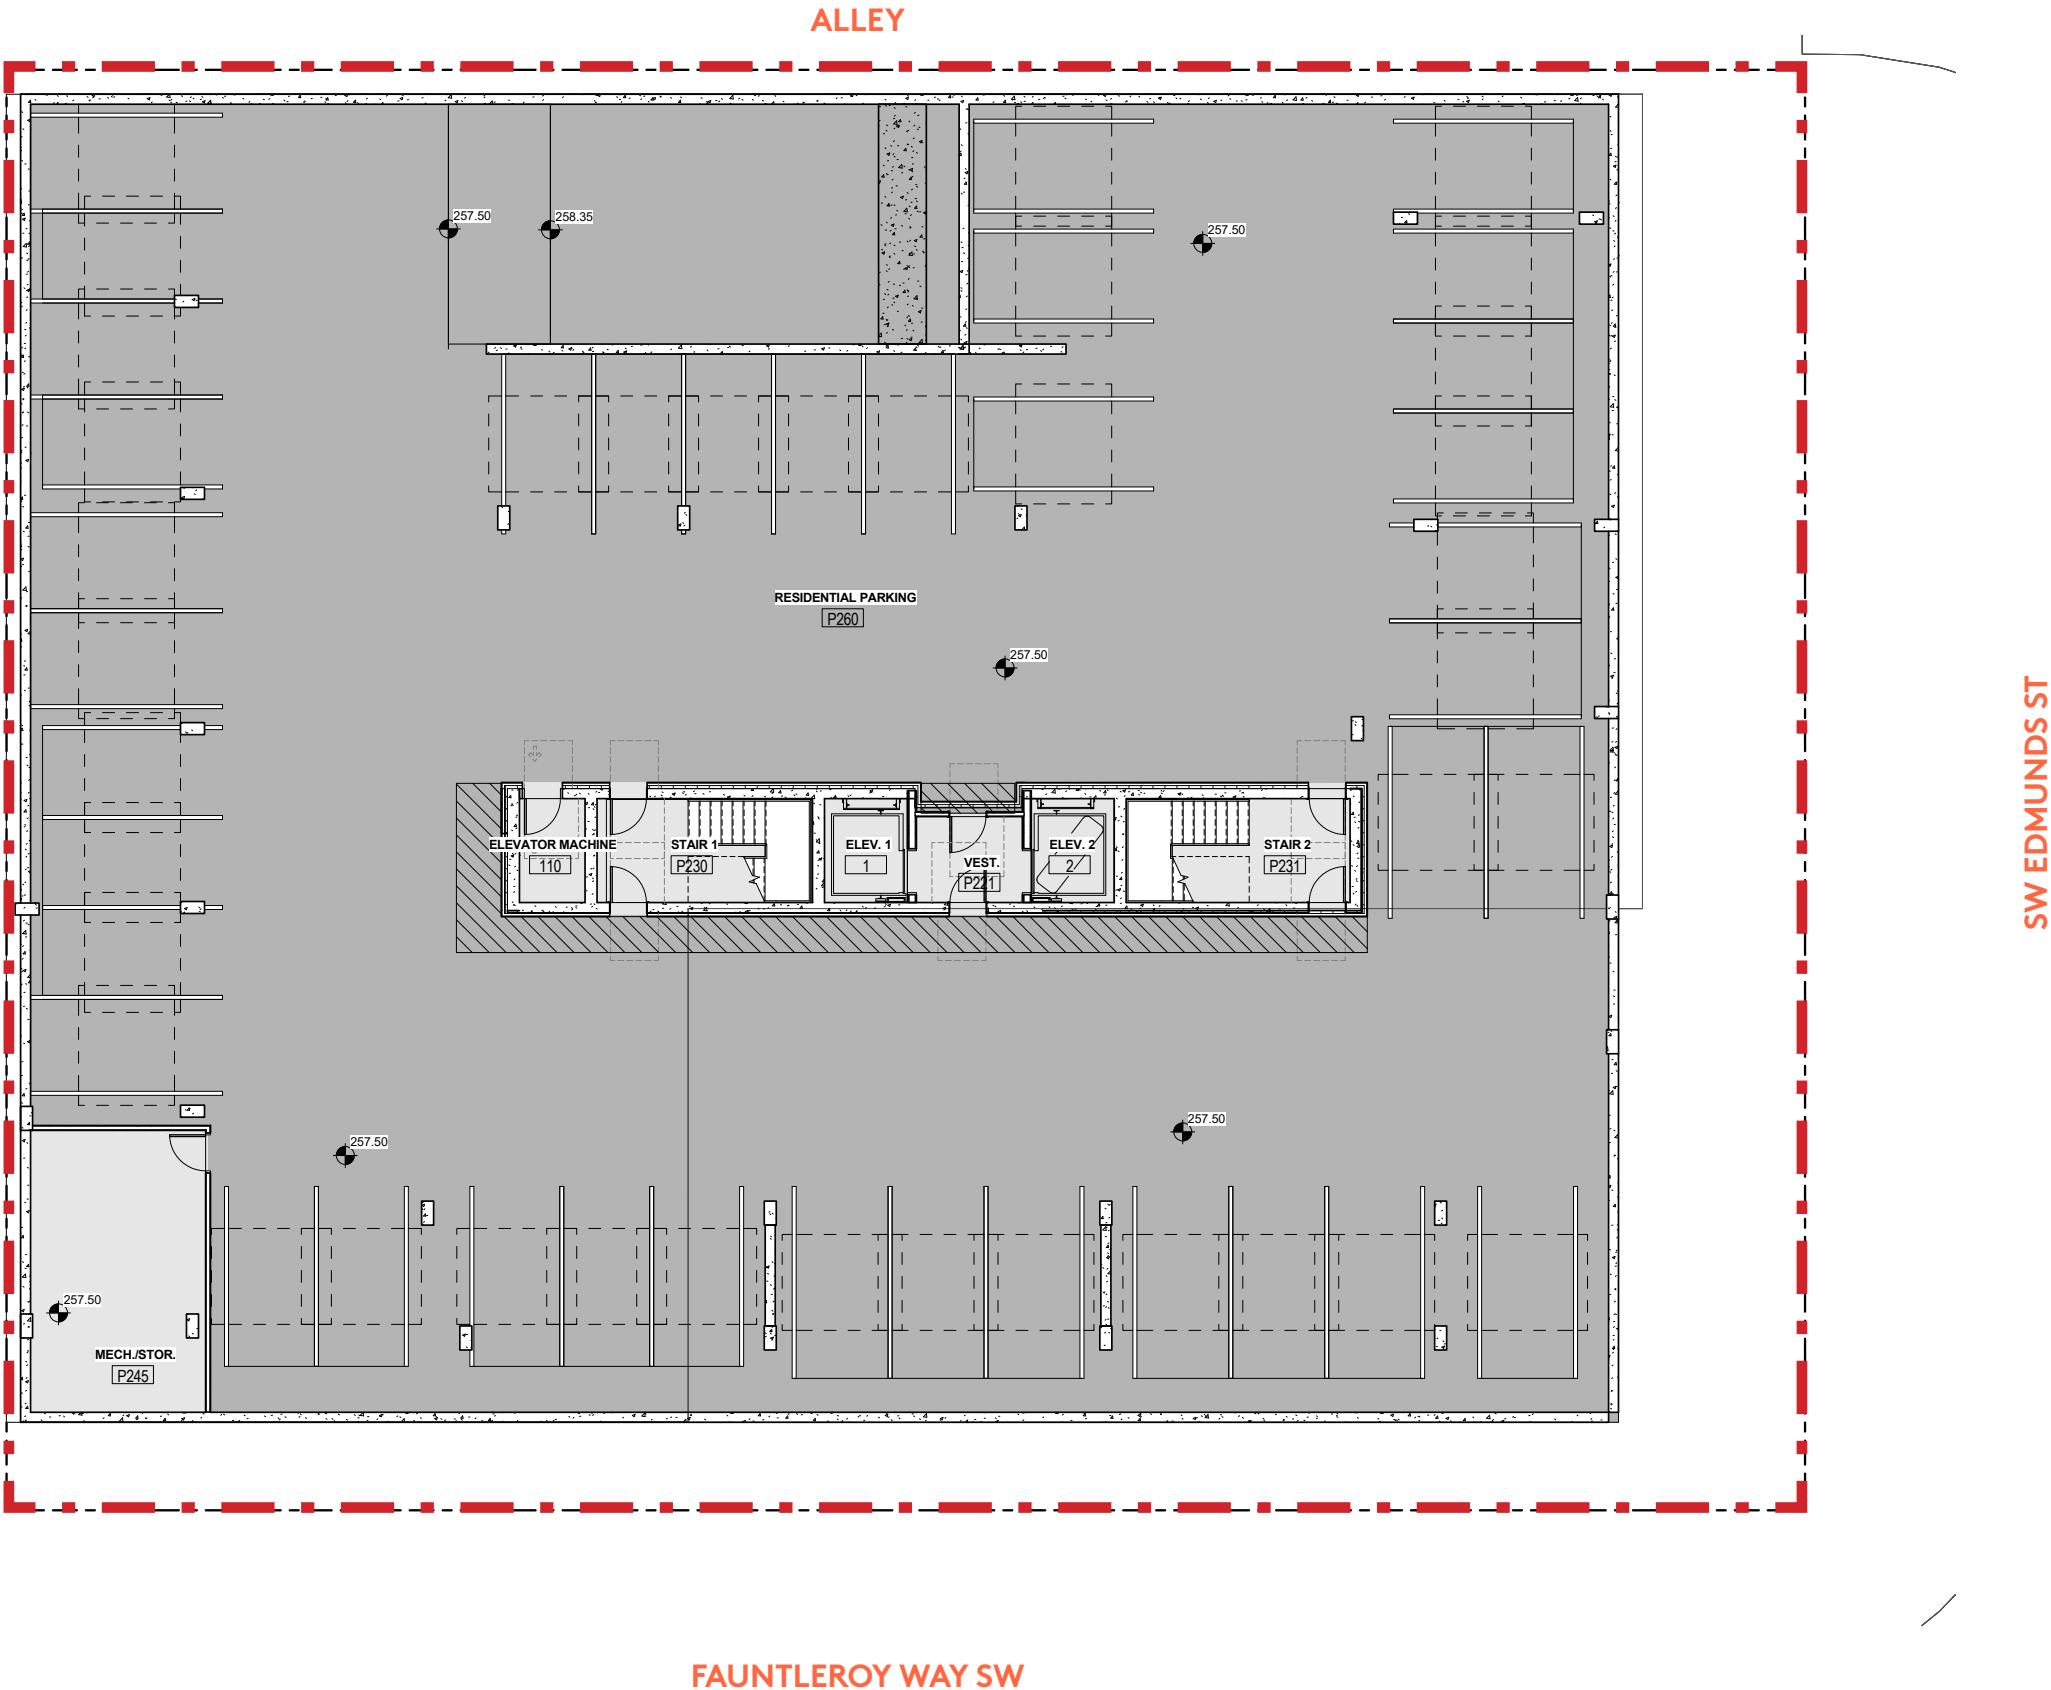 ALLEY
257.50
258.35
257.50
RESIDENTIAL PARKING
P260
257.50
SW EDMUNDS ST
ELEVATOR MACHINE
110
STAIR 1
P230
ELEV. 1
1
VEST.
P221
ELEV. 2
2
STAIR 2
P231
257.50
257.50
257.50
MECH./STOR.
P245
FAUNTLEROY WAY SW